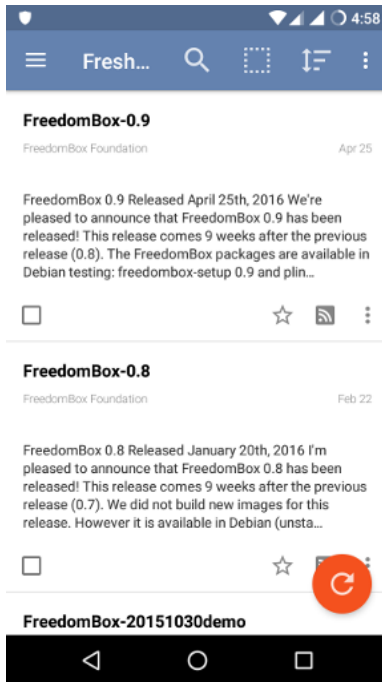 4:58
Fresh...
FreedomBox-0.9
FreedomBox Foundation
Apr 25
FreedomBox 0.9 Released April 25th, 2016 We're
pleased to announce that FreedomBox 0.9 has been
released! This release comes 9 weeks after the previous
release (0.8). The FreedomBox packages are available in
Debian testing: freedombox-setup 0.9 and plin...
FreedomBox-0.8
FreedomBox Foundation
Feb 22
FreedomBox 0.8 Released January 20th, 2016 I'm
pleased to announce that FreedomBox 0.8 has been
released! This release comes 9 weeks after the previous
release (0.7). We did not build new images for this
release. However it is available in Debian (unsta...
FreedomBox-20151030demo